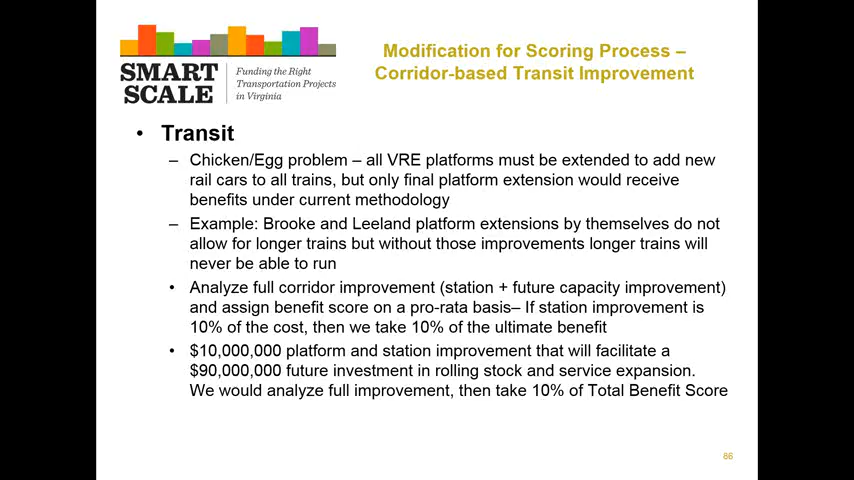 SMART
SCALE
Funding the Right
Transportation Projects
in Virginia
Modification for Scoring Process –
Corridor-based Transit Improvement
• Transit
– Chicken/Egg problem – all VRE platforms must be extended to add new
rail cars to all trains, but only final platform extension would receive
benefits under current methodology
– Example: Brooke and Leeland platform extensions by themselves do not
allow for longer trains but without those improvements longer trains will
never be able to run
• Analyze full corridor improvement (station + future capacity improvement)
and assign benefit score on a pro-rata basis– If station improvement is
10% of the cost, then we take 10% of the ultimate benefit
• $10,000,000 platform and station improvement that will facilitate a
$90,000,000 future investment in rolling stock and service expansion.
We would analyze full improvement, then take 10% of Total Benefit Score
86